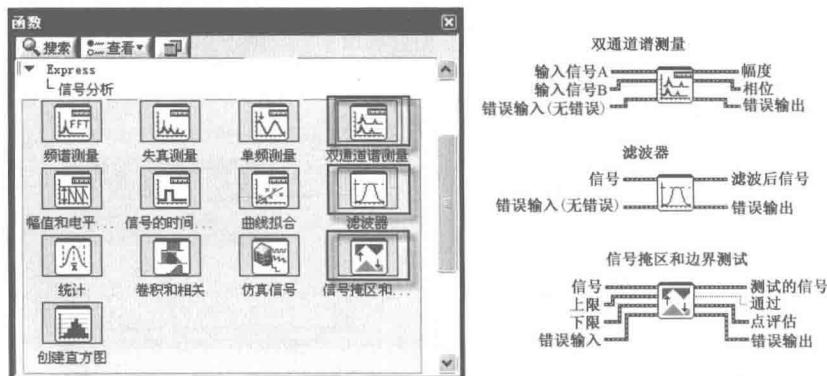 函数
搜索 查看
Express
信号分析
FFT
频谱测量 失真测量 单频测量 双通道谱测量
幅值和电平... 信号的时间... 曲线拟合 滤波器
统计 卷积和相关 仿真信号 信号掩区和...
创建直方图
双通道谱测量
输入信号A 幅度
输入信号B 相位
错误输入(无错误) 错误输出
滤波器
信号 滤波后信号
错误输入(无错误) 错误输出
信号掩区和边界测试
信号 测试的信号
上限 通过
下限 点评估
错误输入 错误输出